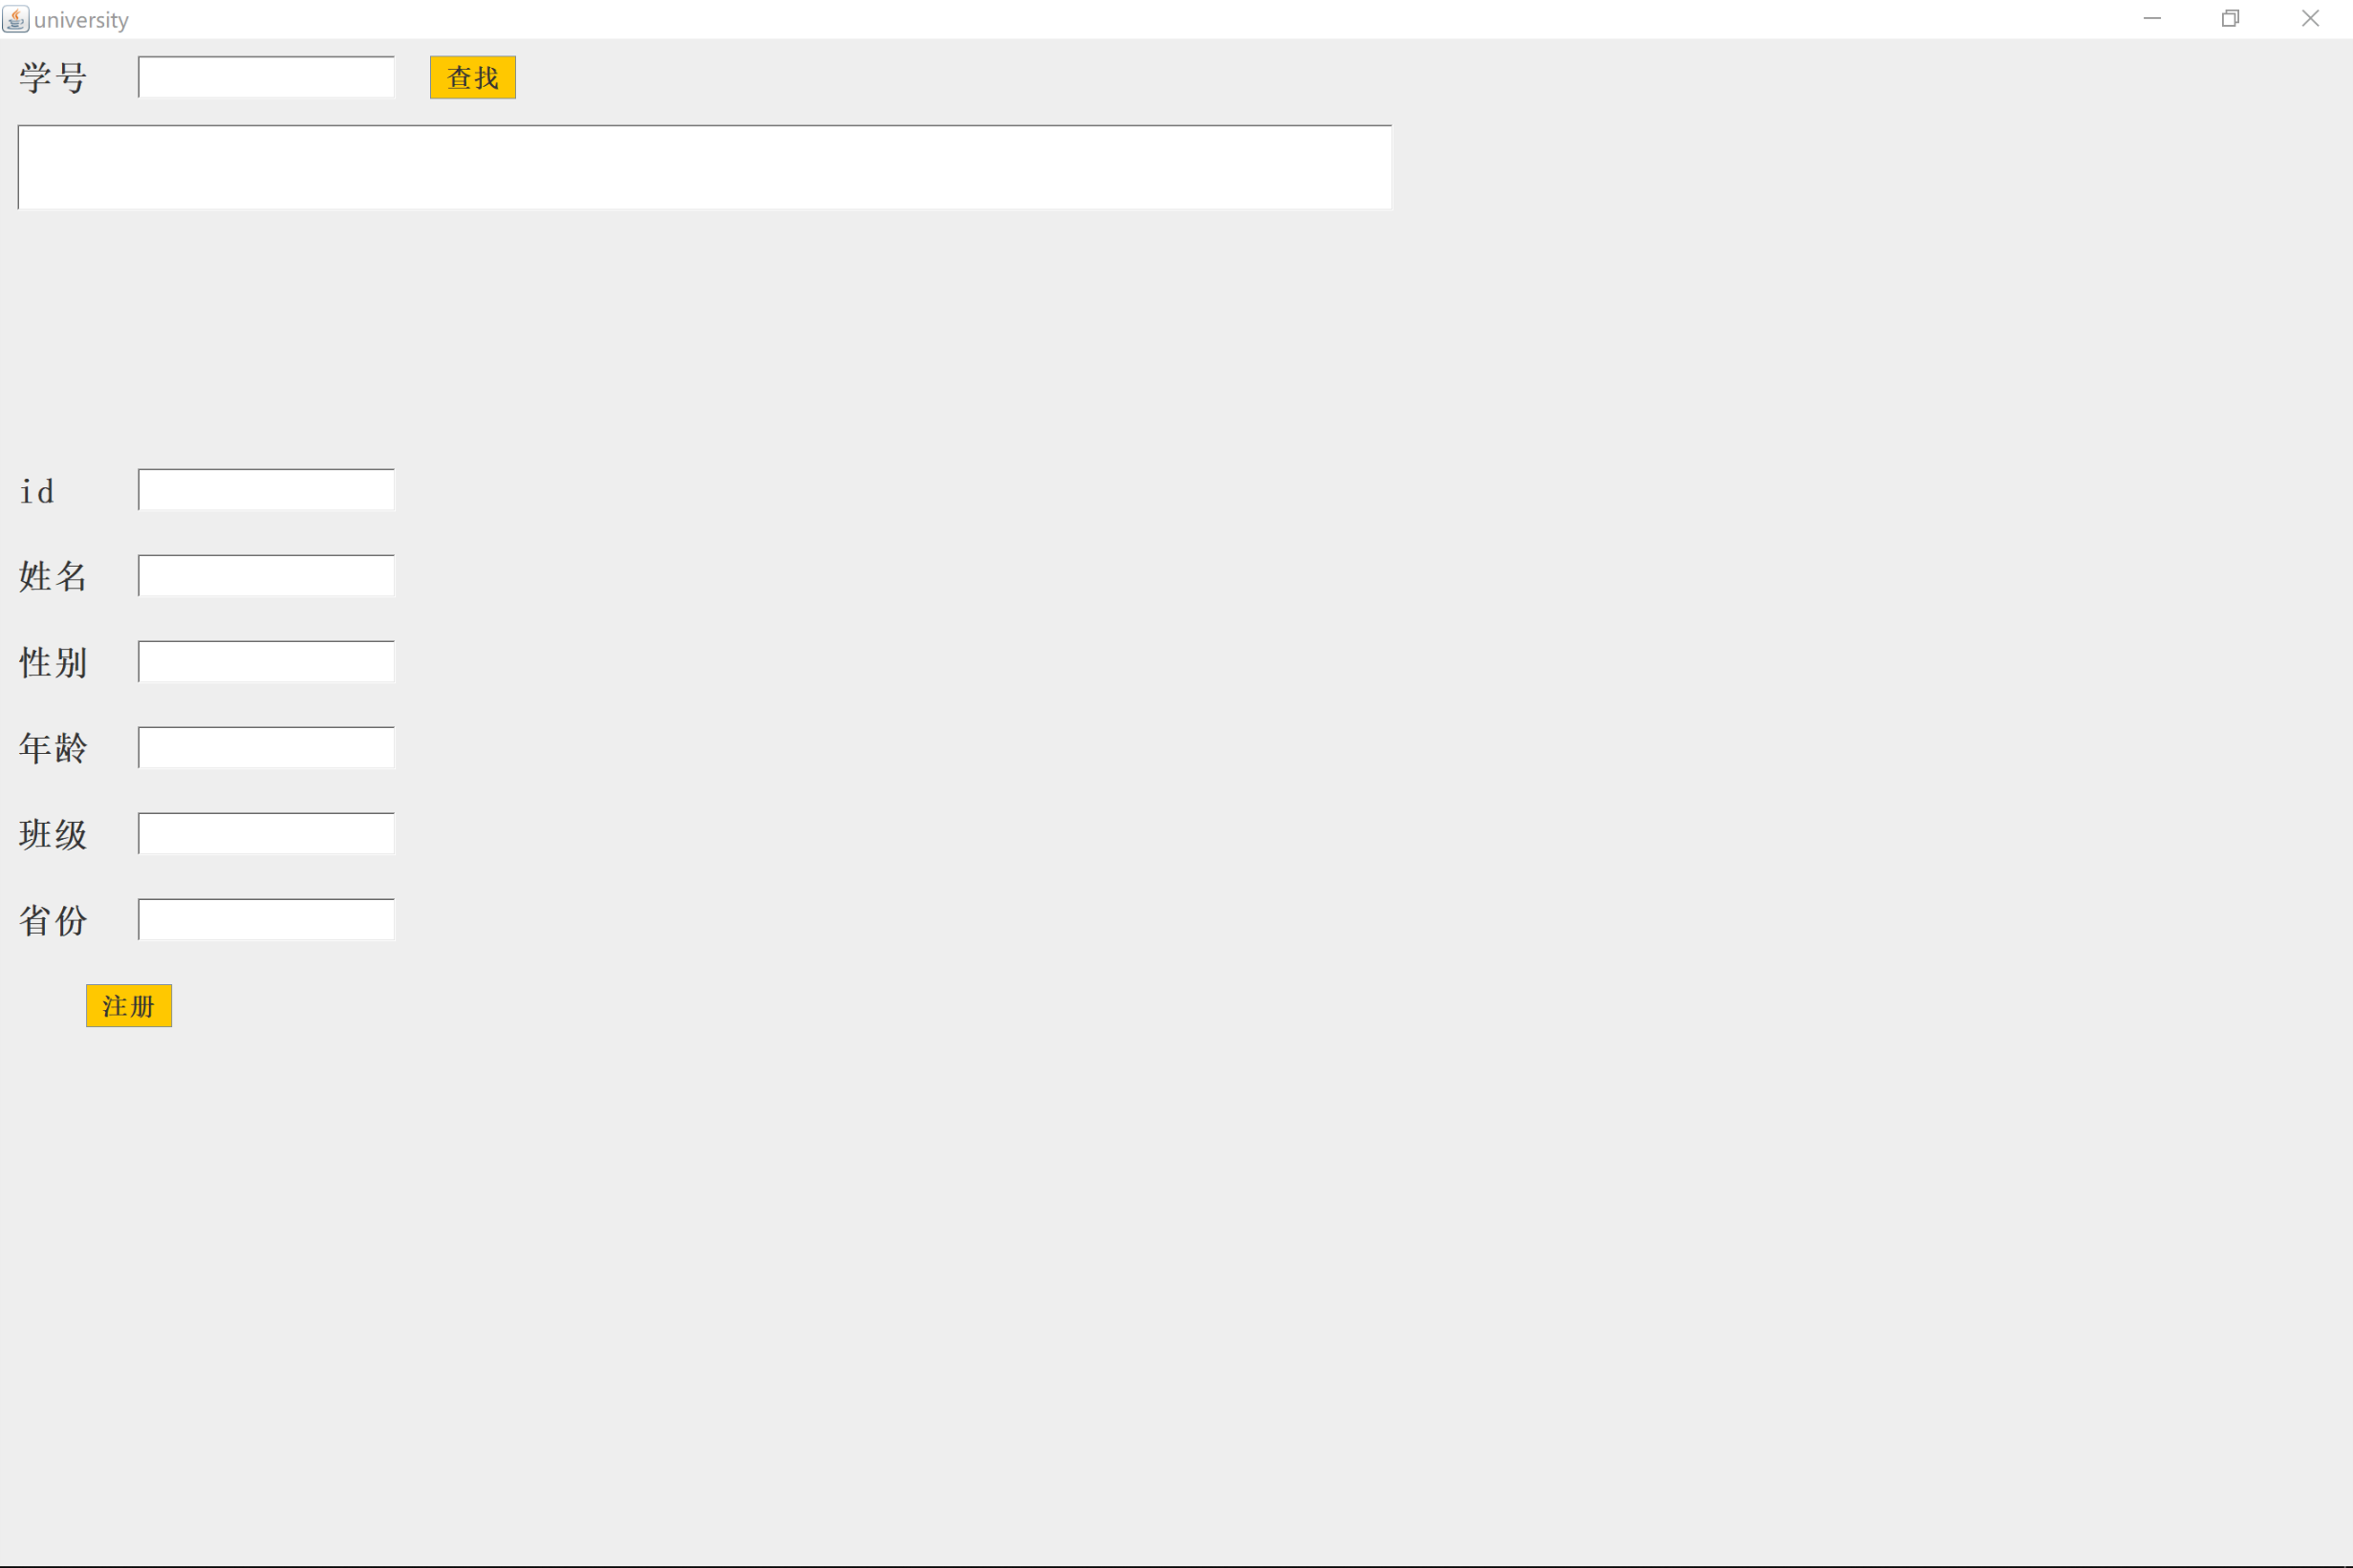 university
学号 查找
id
姓名
性别
年龄
班级
省份
注册